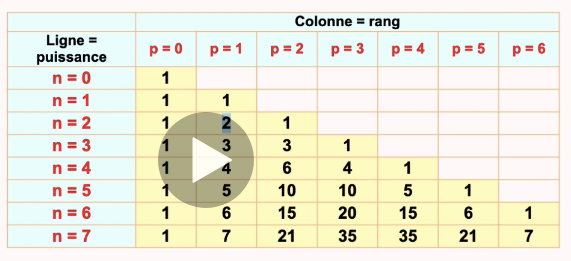 Colonne = rang
Ligne =
puissance
p = 0 p = 1 p = 2 p = 3 p = 4 p = 5 p = 6
n = 0 1
n = 1 1 1
n = 2 1 2 1
n = 3 1 3 3 1
n = 4 1 4 6 4 1
n = 5 1 5 10 10 5 1
n = 6 1 6 15 20 15 6 1
n = 7 1 7 21 35 35 21 7